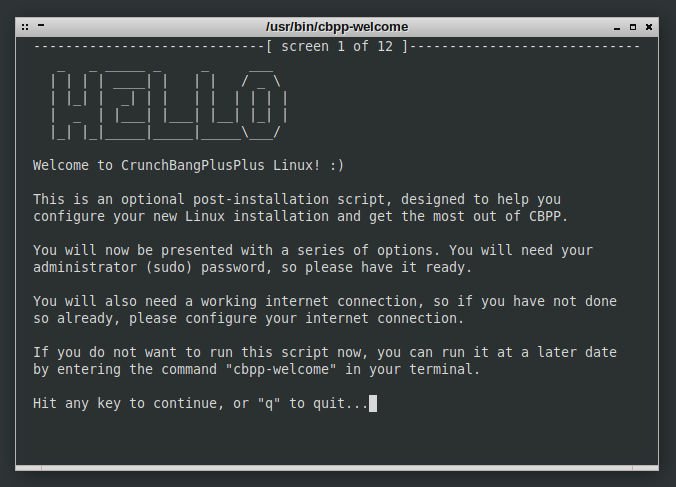 /usr/bin/cbpp-welcome
-----------------------------[ screen 1 of 12 ]-----------------------------
HELLO
Welcome to CrunchBangPlusPlus Linux! :)
This is an optional post-installation script, designed to help you
configure your new Linux installation and get the most out of CBPP.
You will now be presented with a series of options. You will need your
administrator (sudo) password, so please have it ready.
You will also need a working internet connection, so if you have not done
so already, please configure your internet connection.
If you do not want to run this script now, you can run it at a later date
by entering the command "cbpp-welcome" in your terminal.
Hit any key to continue, or "q" to quit...